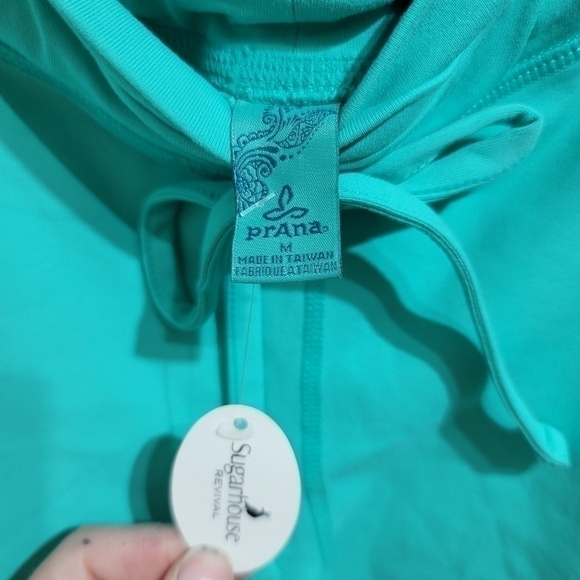 prAna
M
MADE IN TAIWAN
FABRIQUE A TAIWAN
Sugarhouse
REVIVAL